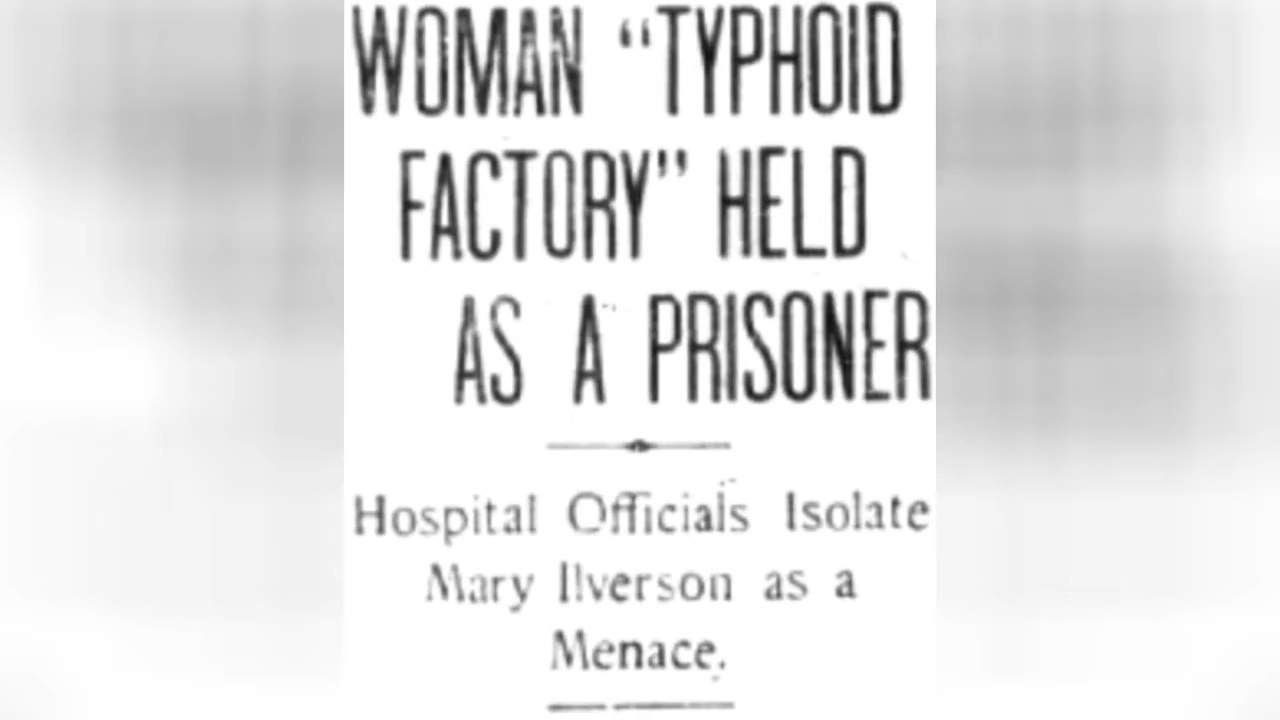 WOMAN “TYPHOID
FACTORY” HELD
AS A PRISONER
Hospital Officials Isolate
Mary Ilverson as a
Menace.